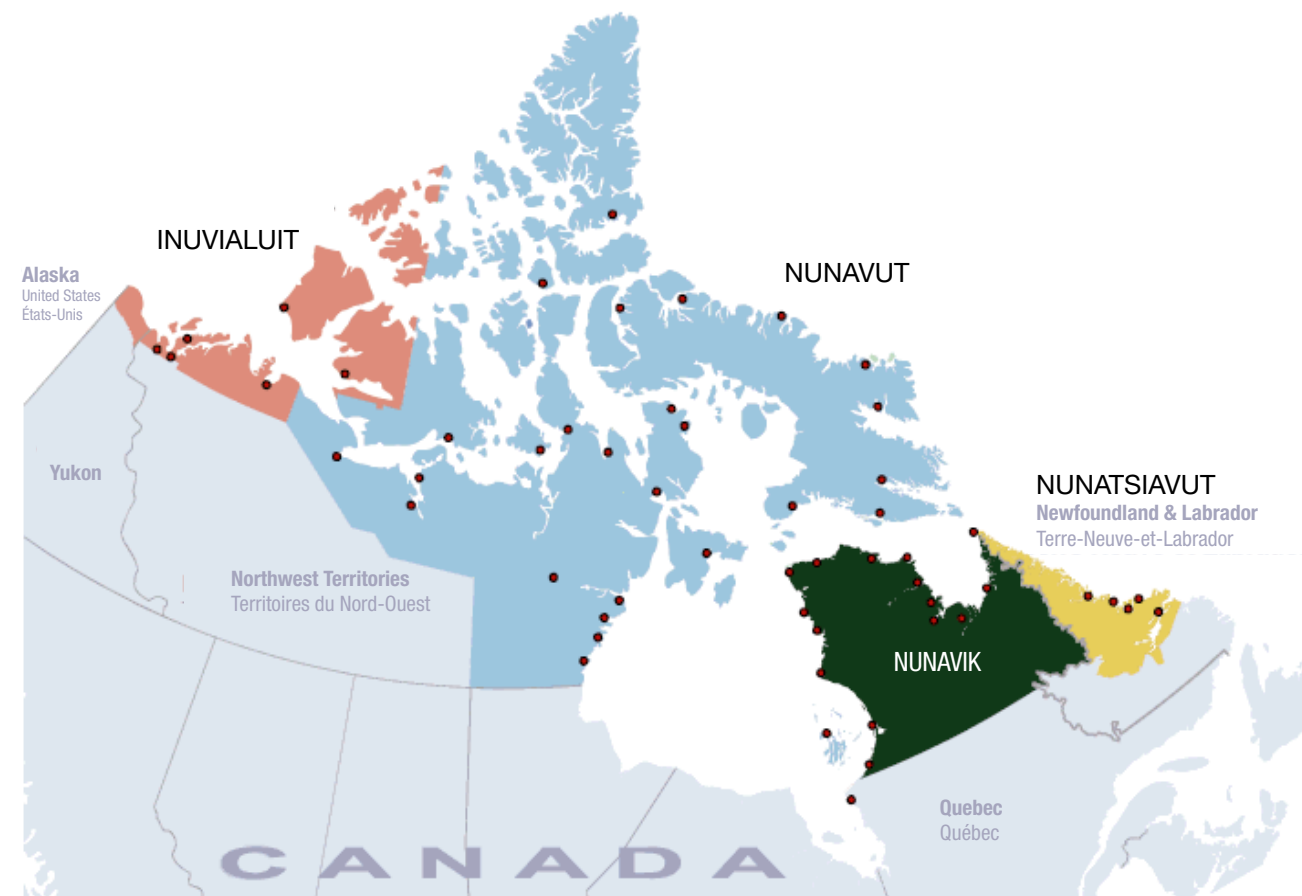 INUVIALUIT
Alaska
United States
États-Unis
NUNAVUT
Yukon
NUNATSIAVUT
Newfoundland & Labrador
Terre-Neuve-et-Labrador
Northwest Territories
Territoires du Nord-Ouest
NUNAVIK
Quebec
Québec
CANADA